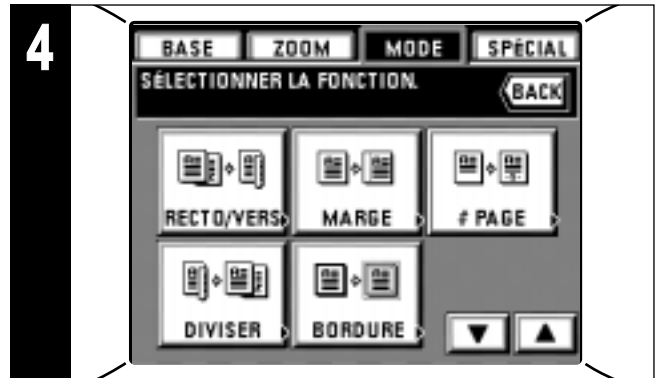 4
BASE ZOOM MODE SPÉCIAL
SÉLECTIONNER LA FONCTION.
BACK
RECTO/VERS MARGE # PAGE
DIVISER BORDURE